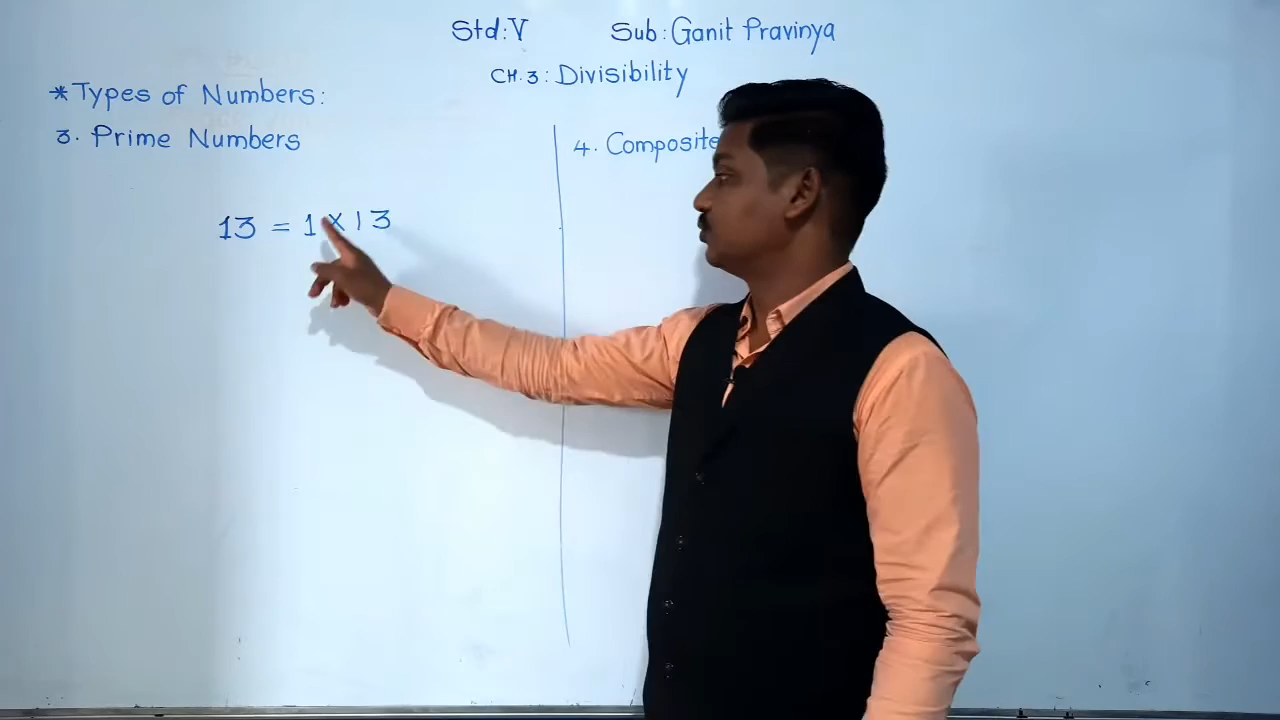 Std: V Sub: Ganit Pravinya
CH. 3: Divisibility
*Types of Numbers:
3. Prime Numbers
13 = 1 × 13
4. Composite